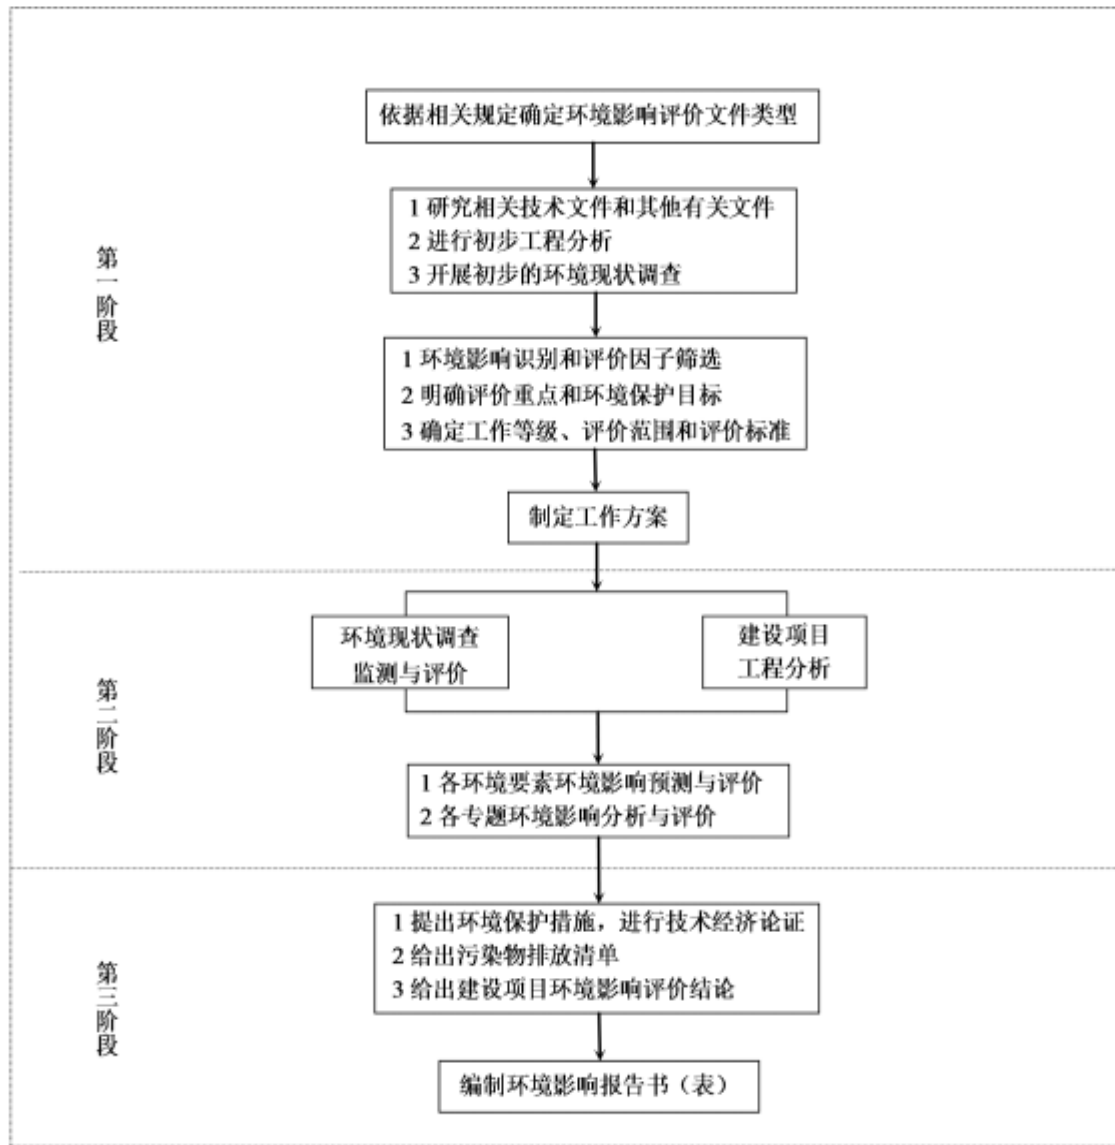 依据相关规定确定环境影响评价文件类型
第一阶段
1 研究相关技术文件和其他有关文件
2 进行初步工程分析
3 开展初步的环境现状调查
1 环境影响识别和评价因子筛选
2 明确评价重点和环境保护目标
3 确定工作等级、评价范围和评价标准
制定工作方案
第二阶段
环境现状调查
监测与评价
建设项目
工程分析
1 各环境要素环境影响预测与评价
2 各专题环境影响分析与评价
第三阶段
1 提出环境保护措施，进行技术经济论证
2 给出污染物排放清单
3 给出建设项目环境影响评价结论
编制环境影响报告书（表）